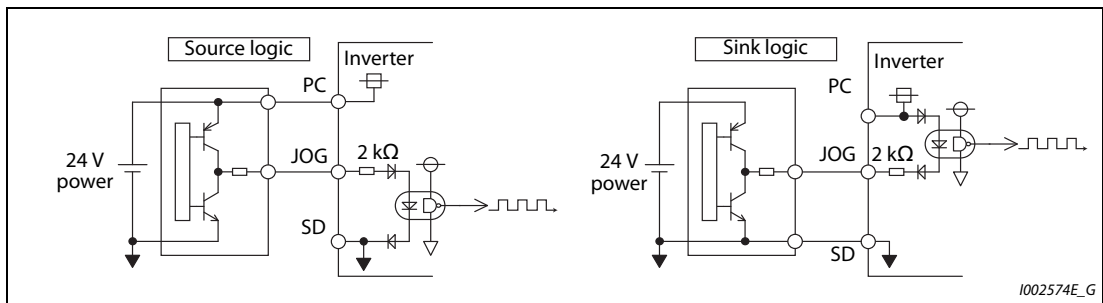 Source logic
Inverter
PC
24 V
power
JOG
2 kΩ
SD
Sink logic
Inverter
PC
24 V
power
JOG
2 kΩ
SD
I002574E_G